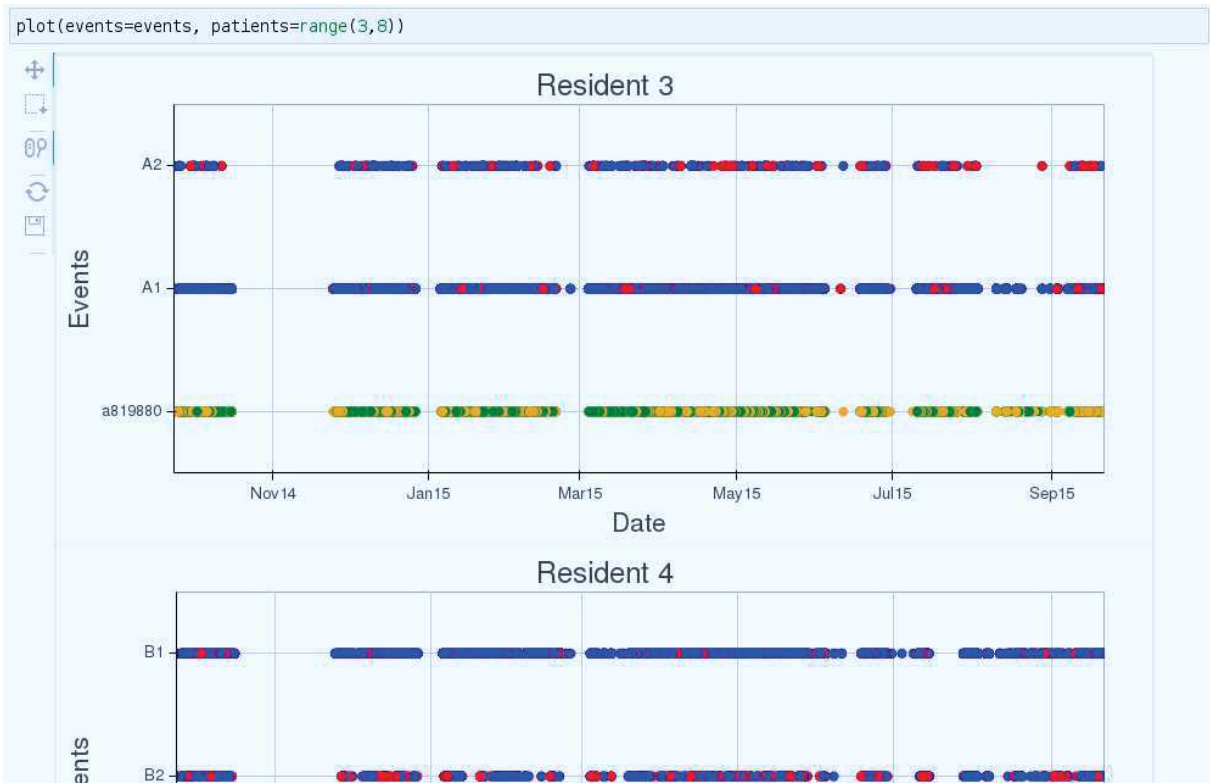 plot(events=events, patients=range(3,8))
Resident 3
A2
A1
a819880
Events
Nov14 Jan15 Mar15 May15 Jul15 Sep15
Date
Resident 4
B1
B2
ents